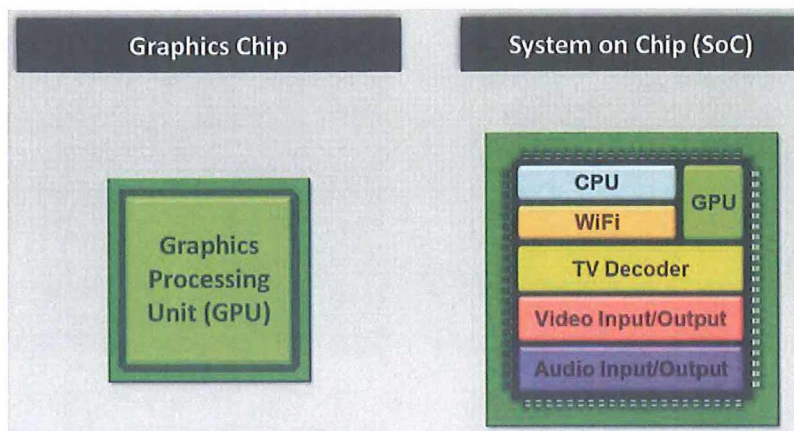 Graphics Chip
System on Chip (SoC)
Graphics
Processing
Unit (GPU)
CPU
GPU
WiFi
TV Decoder
Video Input/Output
Audio Input/Output